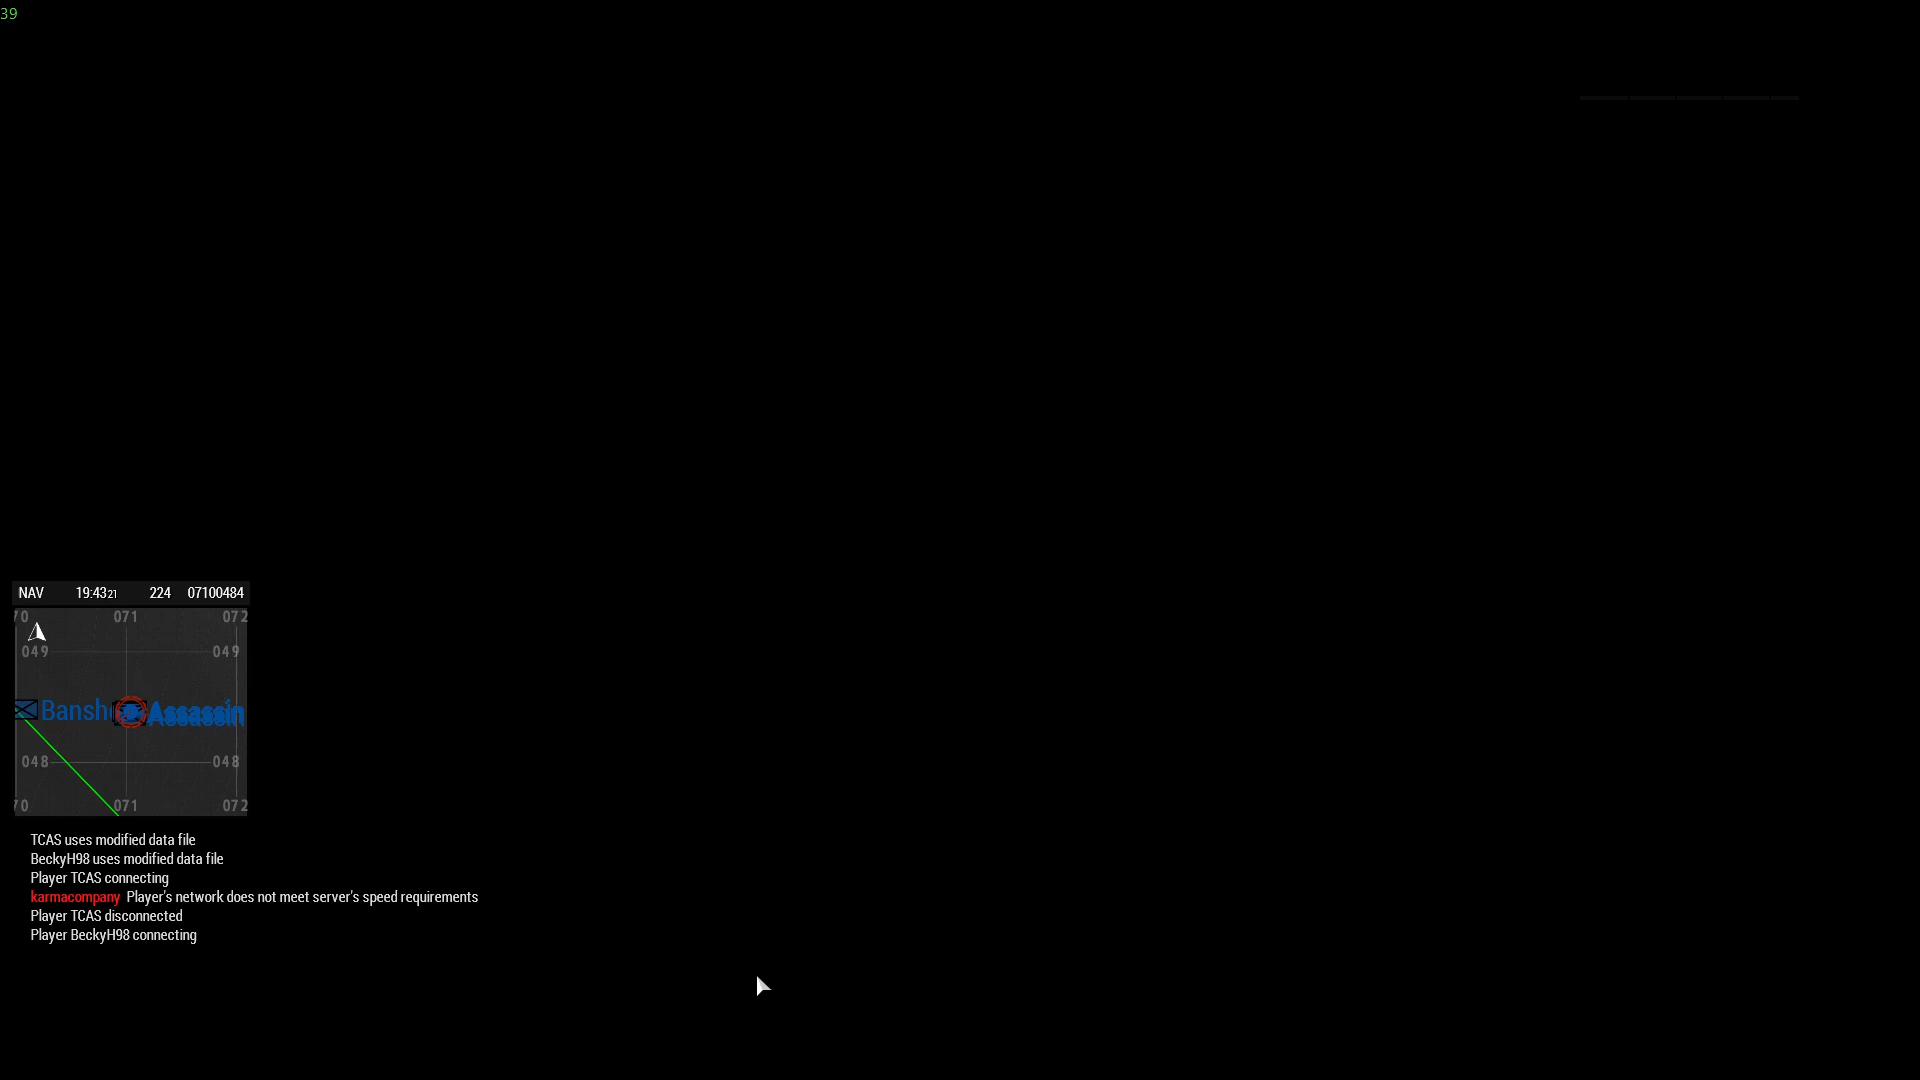 39
NAV 19:43 21 224 07100484
70 071 072
049 049
Bansh Assassin
048 048
70 071 072
TCAS uses modified data file
BeckyH98 uses modified data file
Player TCAS connecting
karmacompany Player's network does not meet server's speed requirements
Player TCAS disconnected
Player BeckyH98 connecting